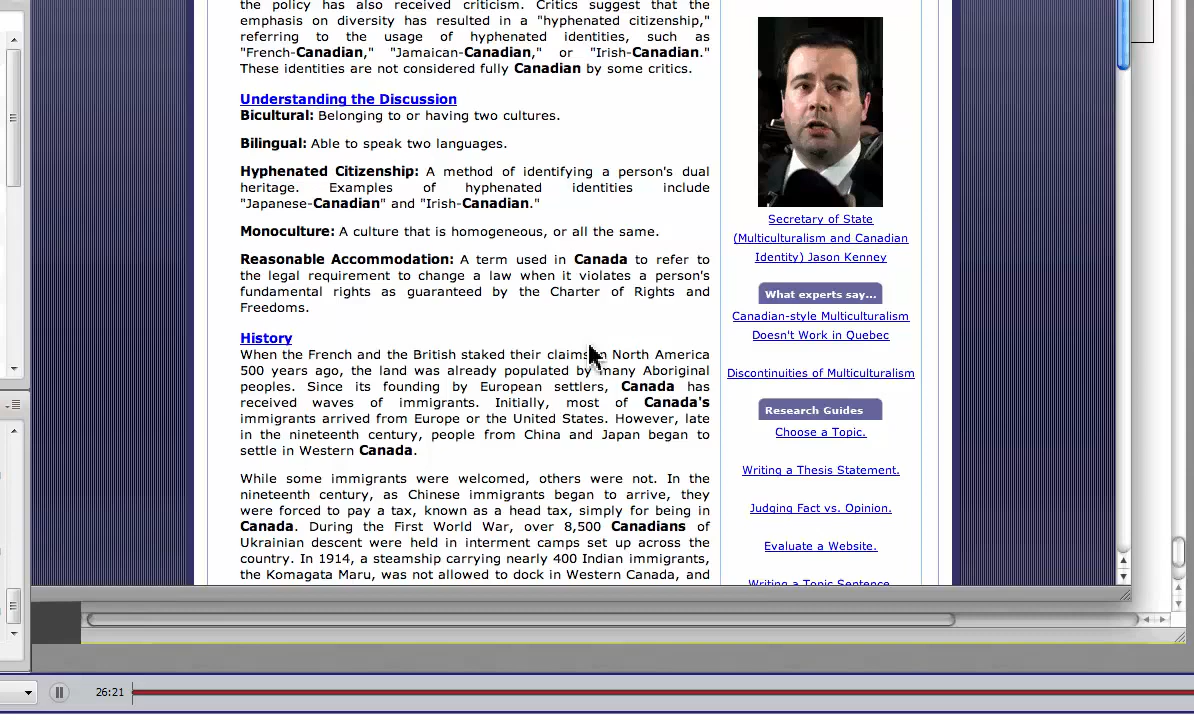 the policy has also received criticism. Critics suggest that the
emphasis on diversity has resulted in a "hyphenated citizenship,"
referring to the usage of hyphenated identities, such as
"French-Canadian," "Jamaican-Canadian," or "Irish-Canadian."
These identities are not considered fully Canadian by some critics.
Understanding the Discussion
Bicultural: Belonging to or having two cultures.
Bilingual: Able to speak two languages.
Hyphenated Citizenship: A method of identifying a person's dual
heritage. Examples of hyphenated identities include
"Japanese-Canadian" and "Irish-Canadian."
Monoculture: A culture that is homogeneous, or all the same.
Reasonable Accommodation: A term used in Canada to refer to
the legal requirement to change a law when it violates a person's
fundamental rights as guaranteed by the Charter of Rights and
Freedoms.
History
When the French and the British staked their claims in North America
500 years ago, the land was already populated by many Aboriginal
peoples. Since its founding by European settlers, Canada has
received waves of immigrants. Initially, most of Canada's
immigrants arrived from Europe or the United States. However, late
in the nineteenth century, people from China and Japan began to
settle in Western Canada.
While some immigrants were welcomed, others were not. In the
nineteenth century, as Chinese immigrants began to arrive, they
were forced to pay a tax, known as a head tax, simply for being in
Canada. During the First World War, over 8,500 Canadians of
Ukrainian descent were held in interment camps set up across the
country. In 1914, a steamship carrying nearly 400 Indian immigrants,
the Komagata Maru, was not allowed to dock in Western Canada, and
Secretary of State
(Multiculturalism and Canadian
Identity) Jason Kenney
What experts say...
Canadian-style Multiculturalism
Doesn't Work in Quebec
Discontinuities of Multiculturalism
Research Guides
Choose a Topic.
Writing a Thesis Statement.
Judging Fact vs. Opinion.
Evaluate a Website.
Writing a Topic Sentence
26:21